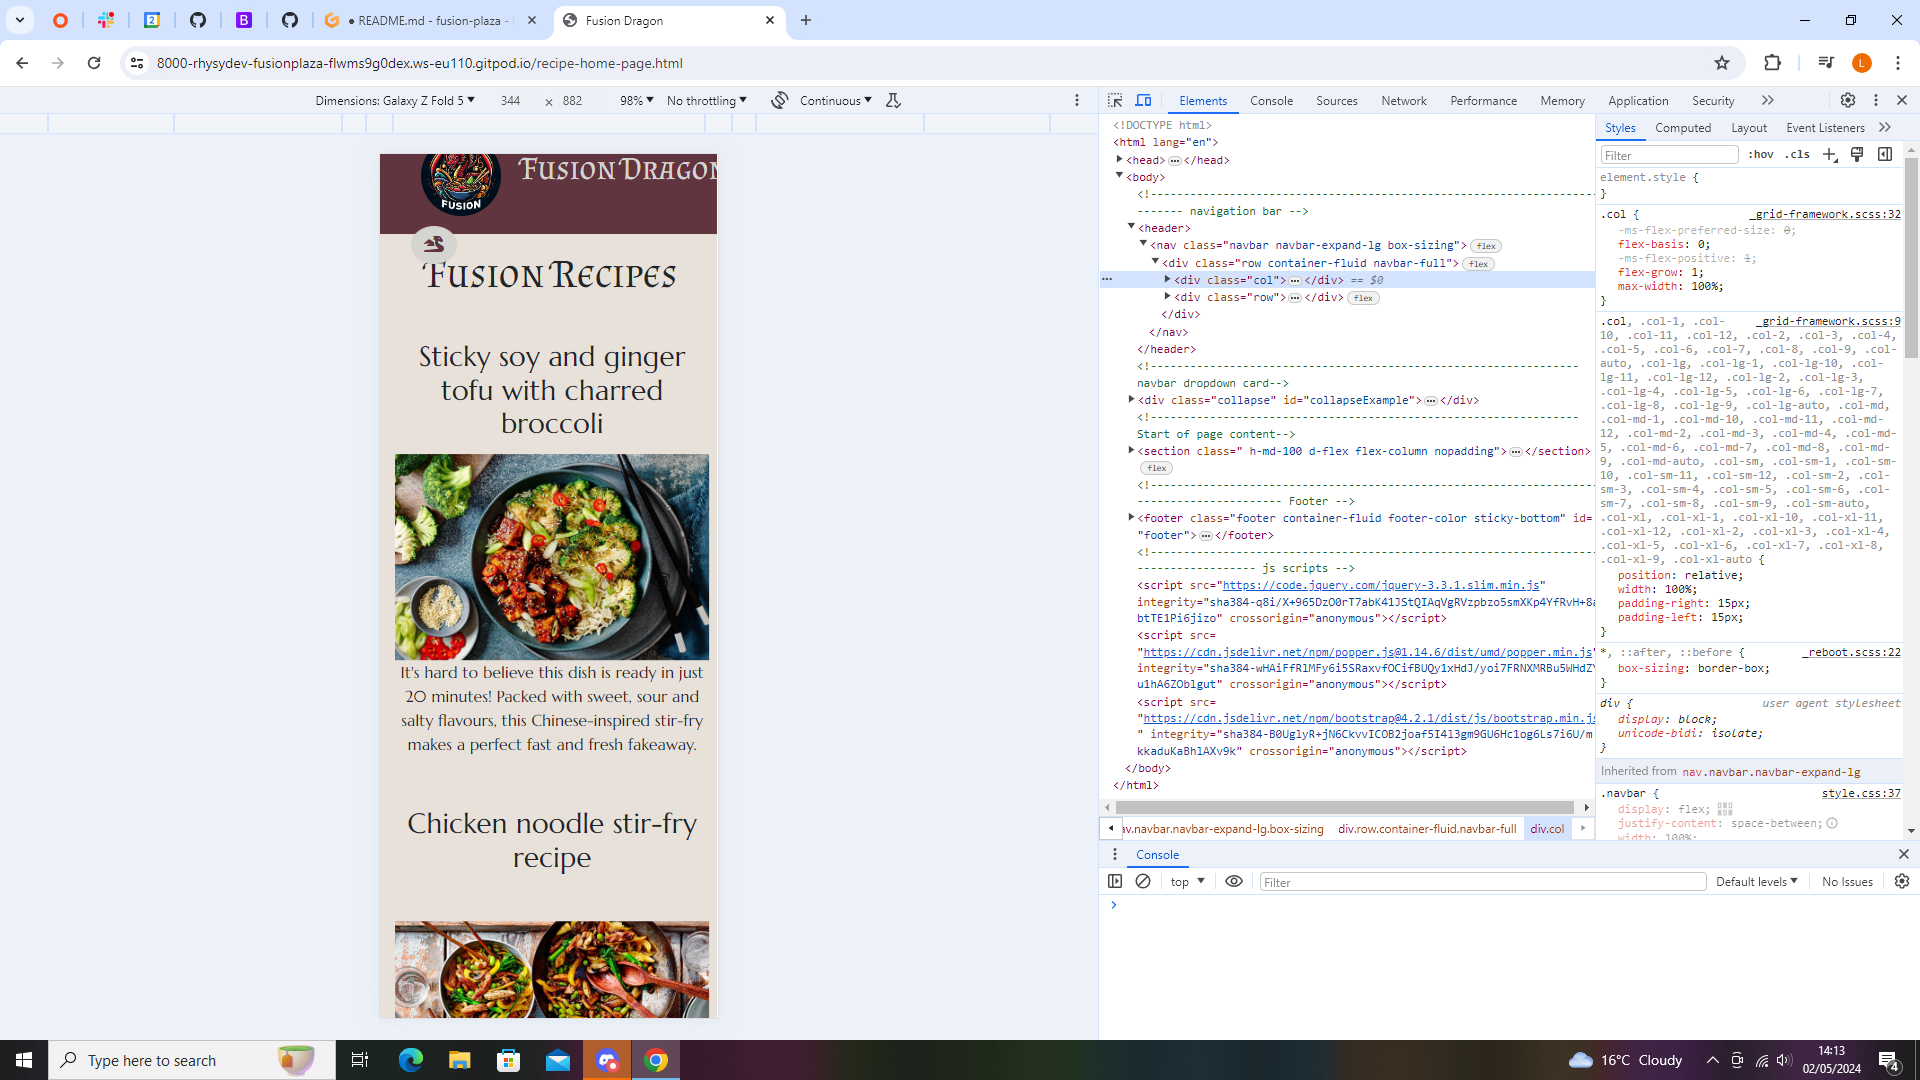 README.md - fusion-plaza -
Fusion Dragon
8000-rhysydev-fusionplaza-flwms9g0dex.ws-eu110.gitpod.io/recipe-home-page.html
L
Dimensions: Galaxy Z Fold 5
344
×
882
98%
No throttling
Continuous
FUSION
Fusion Dragon
Fusion Recipes
Sticky soy and ginger
tofu with charred
broccoli
It's hard to believe this dish is ready in just
20 minutes! Packed with sweet, sour and
salty flavours, this Chinese-inspired stir-fry
makes a perfect fast and fresh fakeaway.
Chicken noodle stir-fry
recipe
Elements
Console
Sources
Network
Performance
Memory
Application
Security
<!DOCTYPE html>
<html lang="en">
<head>…</head>
<body>
<!--
------- navigation bar -->
<header>
<nav class="navbar navbar-expand-lg box-sizing"> flex
<div class="row container-fluid navbar-full"> flex
<div class="col">…</div> == $0
<div class="row">…</div> flex
</div>
</nav>
</header>
<!--
navbar dropdown card-->
<div class="collapse" id="collapseExample">…</div>
<!--
Start of page content-->
<section class=" h-md-100 d-flex flex-column nopadding">…</section>
flex
<!--
Footer -->
<footer class="footer container-fluid footer-color sticky-bottom" id=
"footer">…</footer>
<!--
js scripts -->
<script src="https://code.jquery.com/jquery-3.3.1.slim.min.js"
integrity="sha384-q8i/X+965DzO0rT7abK41JStQIAqVgRVzpbzo5smXKp4YfRvH+8a
btTE1Pi6jizo" crossorigin="anonymous"></script>
<script src=
"https://cdn.jsdelivr.net/npm/popper.js@1.14.6/dist/umd/popper.min.js"
integrity="sha384-wHAiFfRlMFy6i5SRaxvfOCifBUQy1xHdJ/yoi7FRNXMRBu5WHdZY
u1hA6ZOblgut" crossorigin="anonymous"></script>
<script src=
"https://cdn.jsdelivr.net/npm/bootstrap@4.2.1/dist/js/bootstrap.min.js
" integrity="sha384-B0UglyR+jN6CkvvICOB2joaf5I4l3gm9GU6Hc1og6Ls7i6U/m
kkaduKaBhlAXv9k" crossorigin="anonymous"></script>
</body>
</html>
av.navbar.navbar-expand-lg.box-sizing
div.row.container-fluid.navbar-full
div.col
Styles
Computed
Layout
Event Listeners
Filter
:hov
.cls
element.style {
}
.col {
_grid-framework.scss:32
-ms-flex-preferred-size: 0;
flex-basis: 0;
-ms-flex-positive: 1;
flex-grow: 1;
max-width: 100%;
}
.col, .col-1, .col-
_grid-framework.scss:9
10, .col-11, .col-12, .col-2, .col-3, .col-4,
.col-5, .col-6, .col-7, .col-8, .col-9, .col-
auto, .col-lg, .col-lg-1, .col-lg-10, .col-
lg-11, .col-lg-12, .col-lg-2, .col-lg-3,
.col-lg-4, .col-lg-5, .col-lg-6, .col-lg-7,
.col-lg-8, .col-lg-9, .col-lg-auto, .col-md,
.col-md-1, .col-md-10, .col-md-11, .col-md-
12, .col-md-2, .col-md-3, .col-md-4, .col-md-
5, .col-md-6, .col-md-7, .col-md-8, .col-md-
9, .col-md-auto, .col-sm, .col-sm-1, .col-sm-
10, .col-sm-11, .col-sm-12, .col-sm-2, .col-
sm-3, .col-sm-4, .col-sm-5, .col-sm-6, .col-
sm-7, .col-sm-8, .col-sm-9, .col-sm-auto,
.col-xl, .col-xl-1, .col-xl-10, .col-xl-11,
.col-xl-12, .col-xl-2, .col-xl-3, .col-xl-4,
.col-xl-5, .col-xl-6, .col-xl-7, .col-xl-8,
.col-xl-9, .col-xl-auto {
position: relative;
width: 100%;
padding-right: 15px;
padding-left: 15px;
}
*, ::after, ::before {
_reboot.scss:22
box-sizing: border-box;
}
div {
user agent stylesheet
display: block;
unicode-bidi: isolate;
}
Inherited from nav.navbar.navbar-expand-lg
.navbar {
style.css:37
display: flex;
justify-content: space-between;
width: 100%;
Console
top
Filter
Default levels
No Issues
Type here to search
16°C Cloudy
14:13
02/05/2024
4